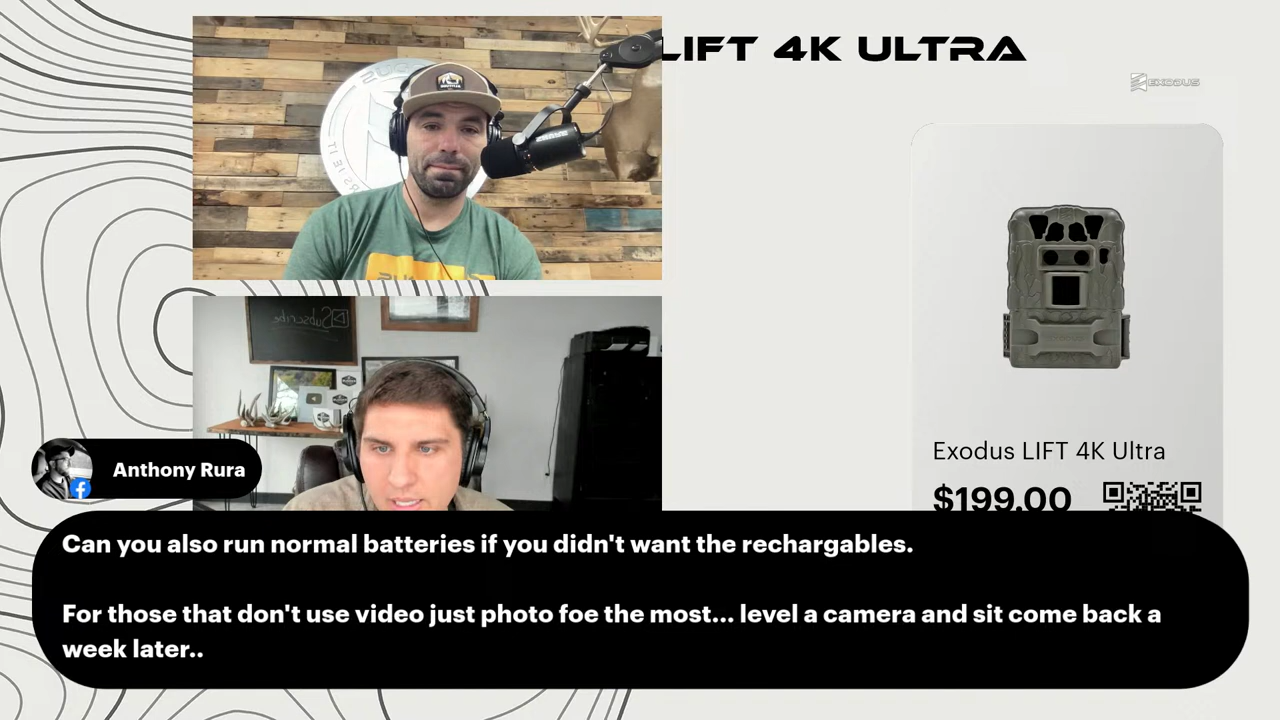 LIFT 4K ULTRA
EXODUS
SHURE
Subscribe
Exodus LIFT 4K Ultra
$199.00
Anthony Rura
Can you also run normal batteries if you didn't want the rechargables.
For those that don't use video just photo foe the most... level a camera and sit come back a
week later..